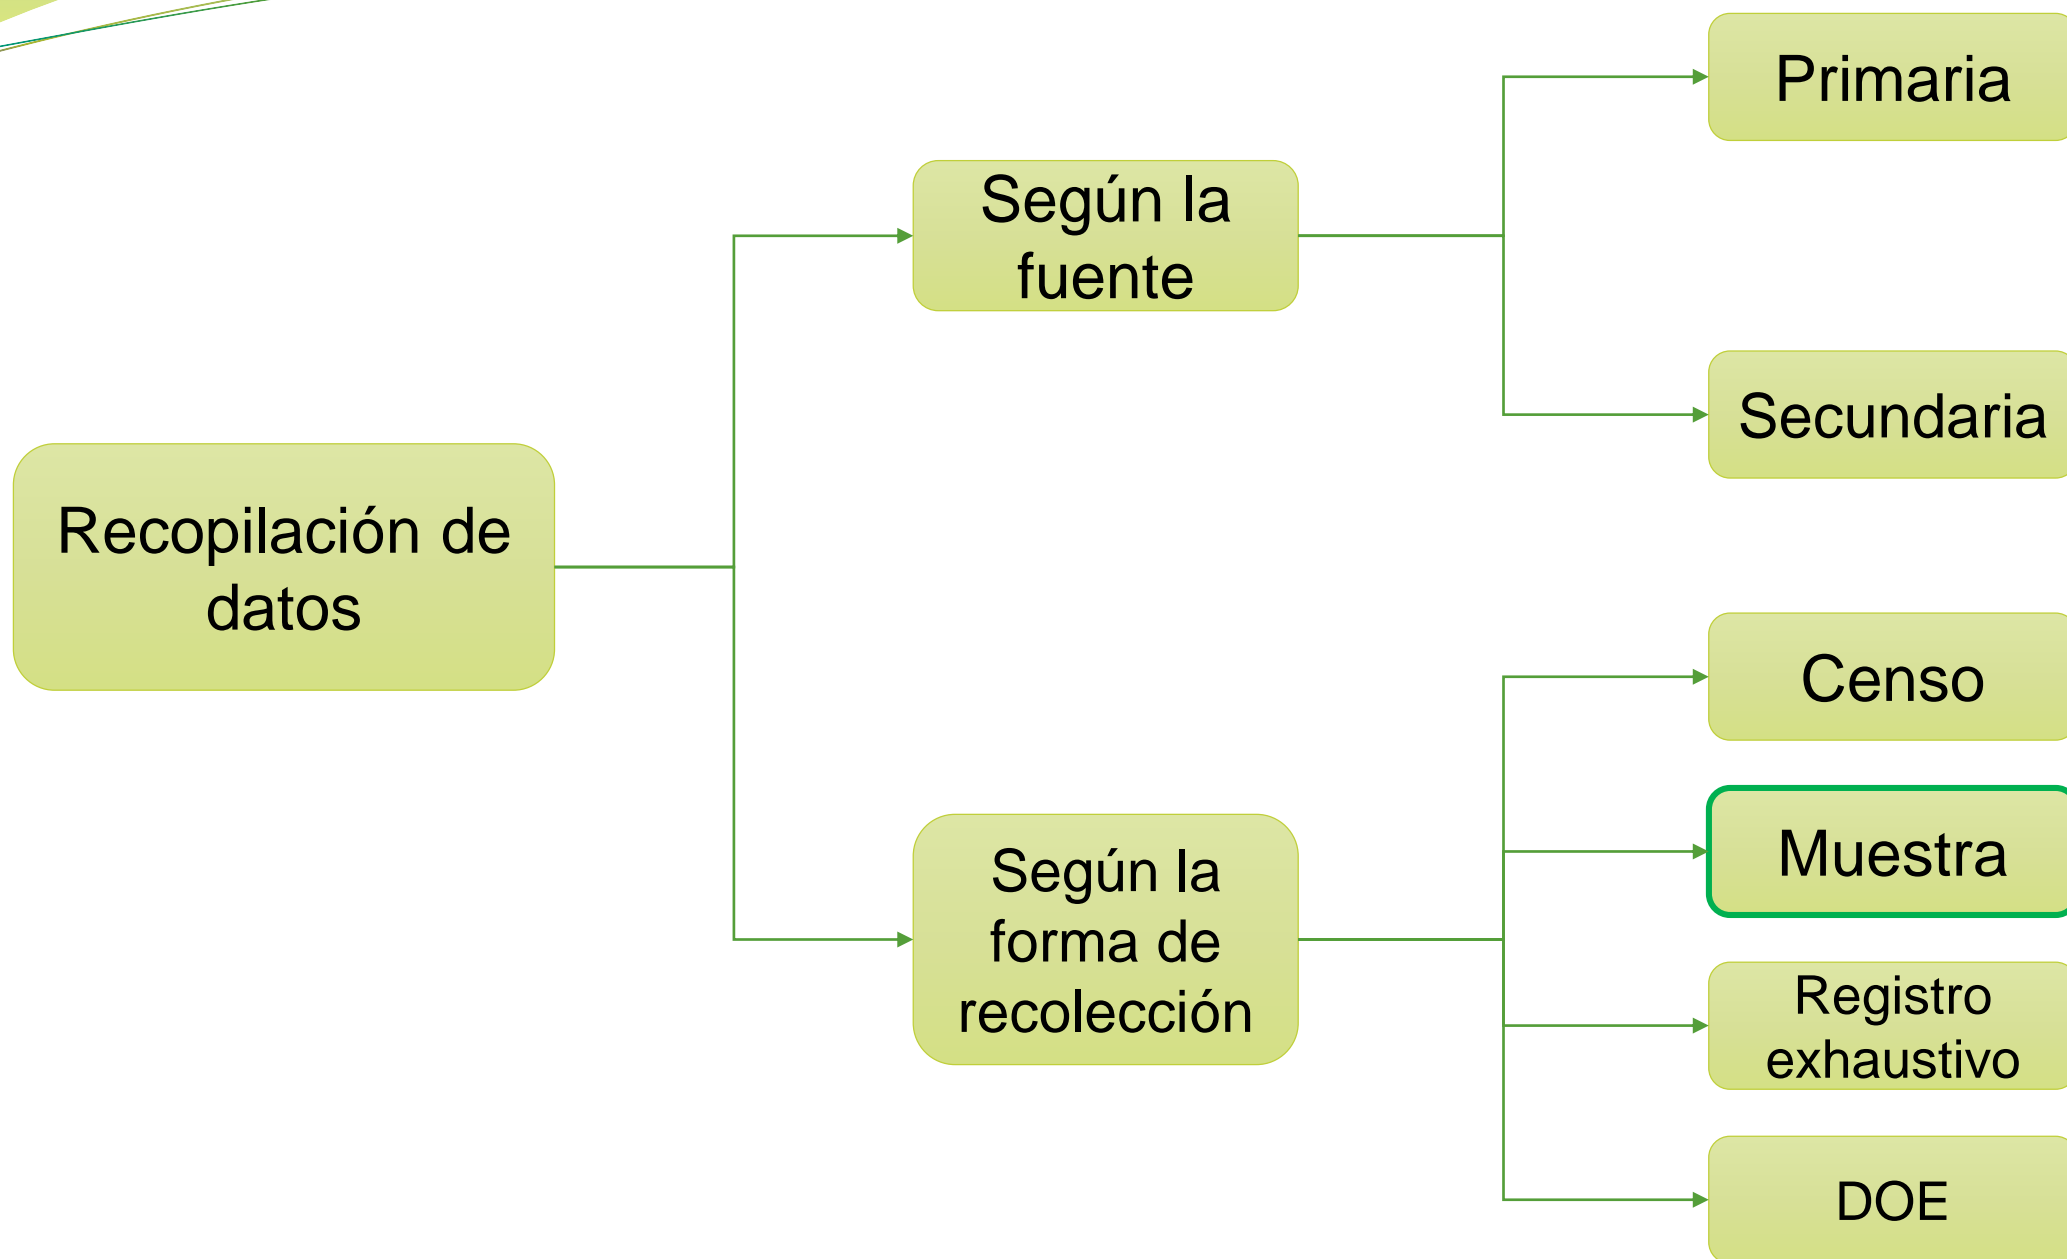 Recopilación de
datos
Según la
fuente
Primaria
Secundaria
Según la
forma de
recolección
Censo
Muestra
Registro
exhaustivo
DOE